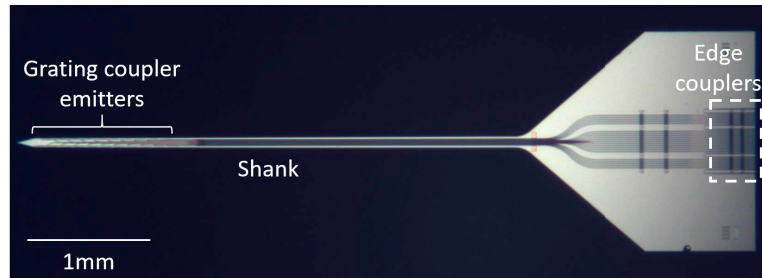 Grating coupler
emitters
Edge
couplers
Shank
1mm